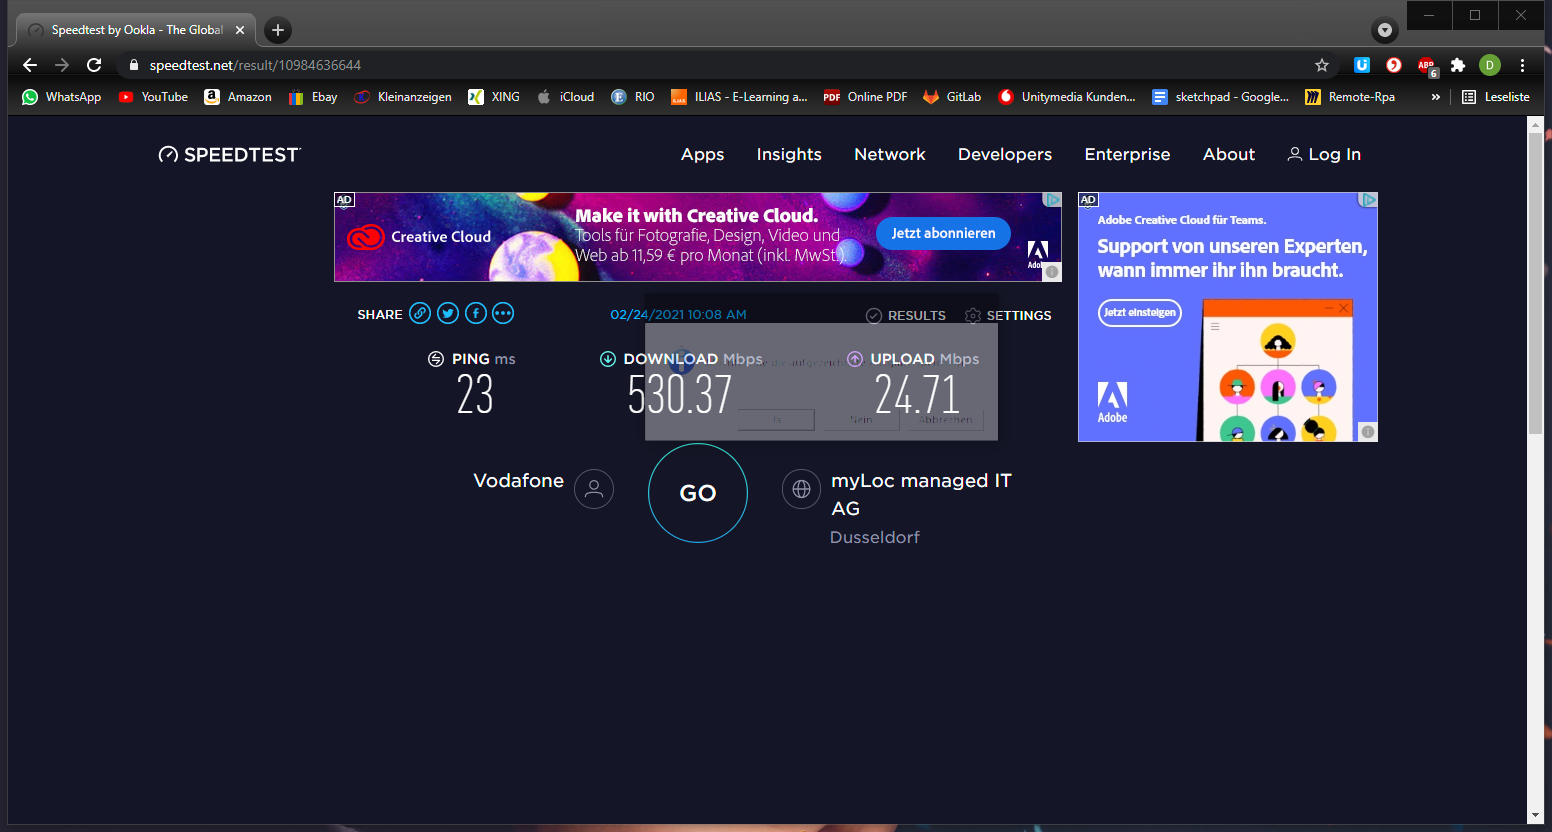 Speedtest by Ookla - The Global
speedtest.net/result/10984636644
ABP
6
D
WhatsApp
YouTube
Amazon
Ebay
Kleinanzeigen
XING
iCloud
RIO
ILIAS - E-Learning a...
PDF Online PDF
GitLab
Unitymedia Kunden...
sketchpad - Google...
Remote-Rpa
»
Leseliste
SPEEDTEST
Apps
Insights
Network
Developers
Enterprise
About
Log In
AD
Creative Cloud
Make it with Creative Cloud.
Tools für Fotografie, Design, Video und
Web ab 11,59 € pro Monat (inkl. MwSt.).
Jetzt abonnieren
AD
Adobe Creative Cloud für Teams.
Support von unseren Experten,
wann immer ihr ihn braucht.
Jetzt einsteigen
Adobe
SHARE
02/24/2021 10:08 AM
RESULTS
SETTINGS
PING ms
23
DOWNLOAD Mbps
530.37
UPLOAD Mbps
24.71
Ja
Nein
Abbrechen
Vodafone
GO
myLoc managed IT
AG
Dusseldorf